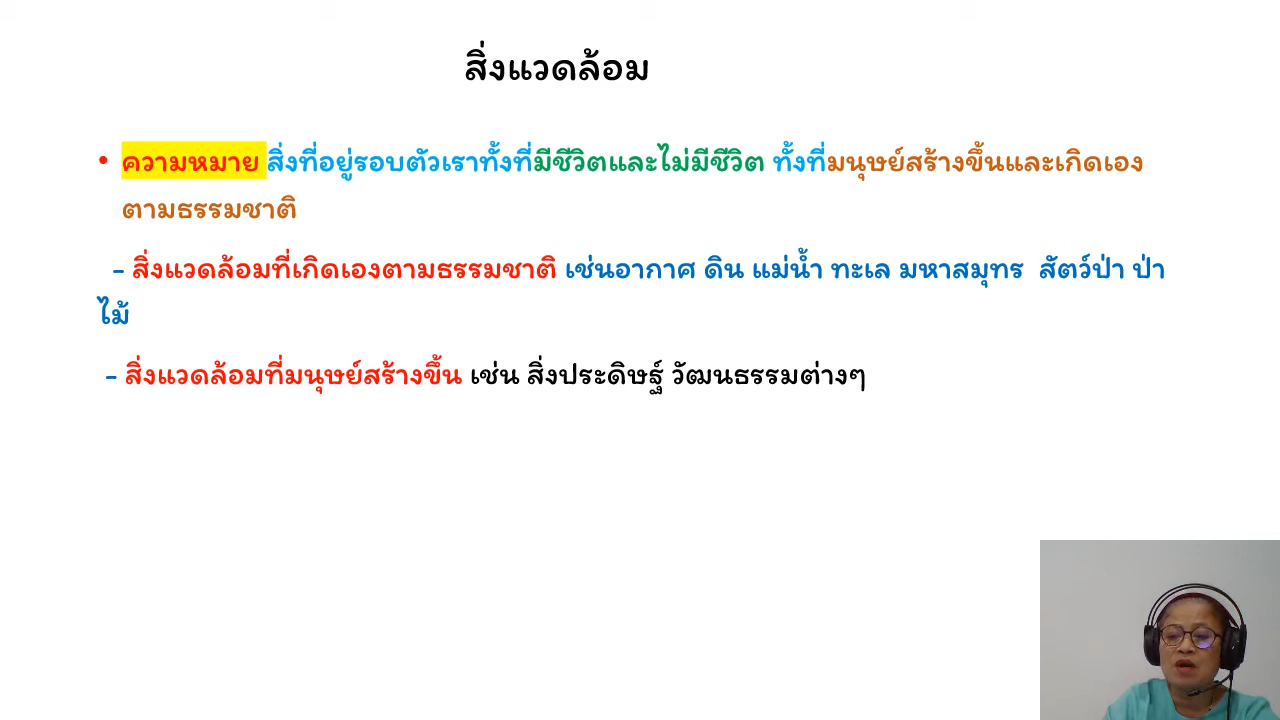 สิ่งแวดล้อม
• ความหมาย สิ่งที่อยู่รอบตัวเราทั้งที่มีชีวิตและไม่มีชีวิต ทั้งที่มนุษย์สร้างขึ้นและเกิดเอง
ตามธรรมชาติ
- สิ่งแวดล้อมที่เกิดเองตามธรรมชาติ เช่นอากาศ ดิน แม่น้ำ ทะเล มหาสมุทร สัตว์ป่า ป่า
ไม้
- สิ่งแวดล้อมที่มนุษย์สร้างขึ้น เช่น สิ่งประดิษฐ์ วัฒนธรรมต่างๆ